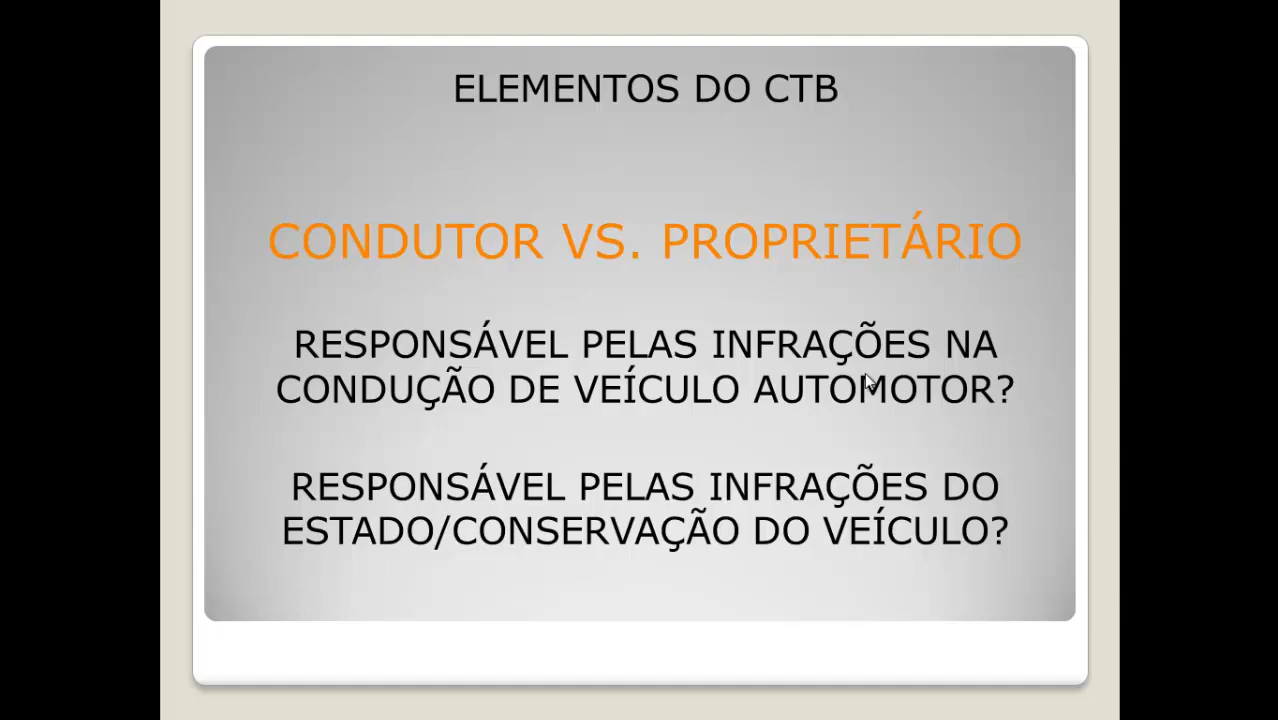 ELEMENTOS DO CTB
CONDUTOR VS. PROPRIETÁRIO
RESPONSÁVEL PELAS INFRAÇÕES NA
CONDUÇÃO DE VEÍCULO AUTOMOTOR?
RESPONSÁVEL PELAS INFRAÇÕES DO
ESTADO/CONSERVAÇÃO DO VEÍCULO?